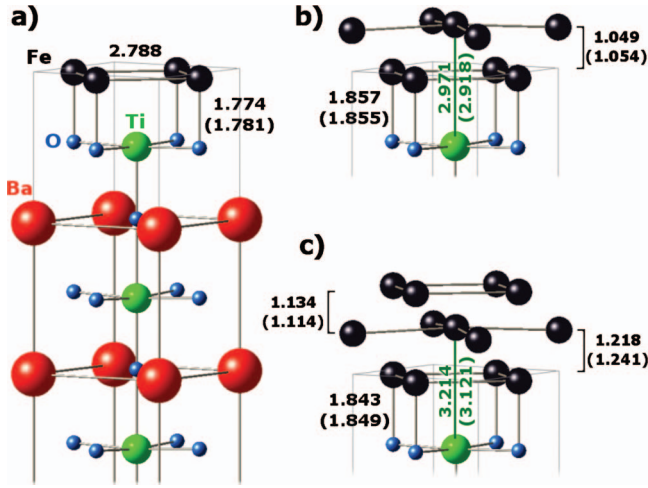 a)
Fe
2.788
1.774
(1.781)
Ti
O
Ba
b)
1.049
(1.054)
2.971
(2.918)
1.857
(1.855)
c)
1.134
(1.114)
1.218
(1.241)
3.214
(3.121)
1.843
(1.849)